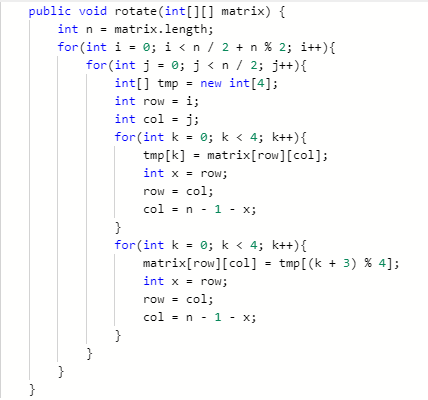 public void rotate(int[][] matrix) {
    int n = matrix.length;
    for(int i = 0; i < n / 2 + n % 2; i++){
        for(int j = 0; j < n / 2; j++){
            int[] tmp = new int[4];
            int row = i;
            int col = j;
            for(int k = 0; k < 4; k++){
                tmp[k] = matrix[row][col];
                int x = row;
                row = col;
                col = n - 1 - x;
            }
            for(int k = 0; k < 4; k++){
                matrix[row][col] = tmp[(k + 3) % 4];
                int x = row;
                row = col;
                col = n - 1 - x;
            }
        }
    }
}